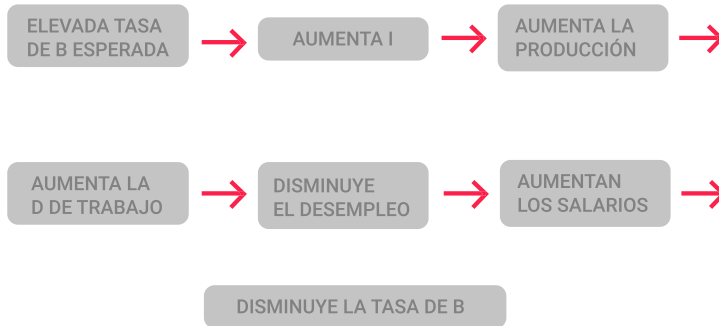 ELEVADA TASA
DE B ESPERADA
AUMENTA I
AUMENTA LA
PRODUCCIÓN
AUMENTA LA
D DE TRABAJO
DISMINUYE
EL DESEMPLEO
AUMENTAN
LOS SALARIOS
DISMINUYE LA TASA DE B